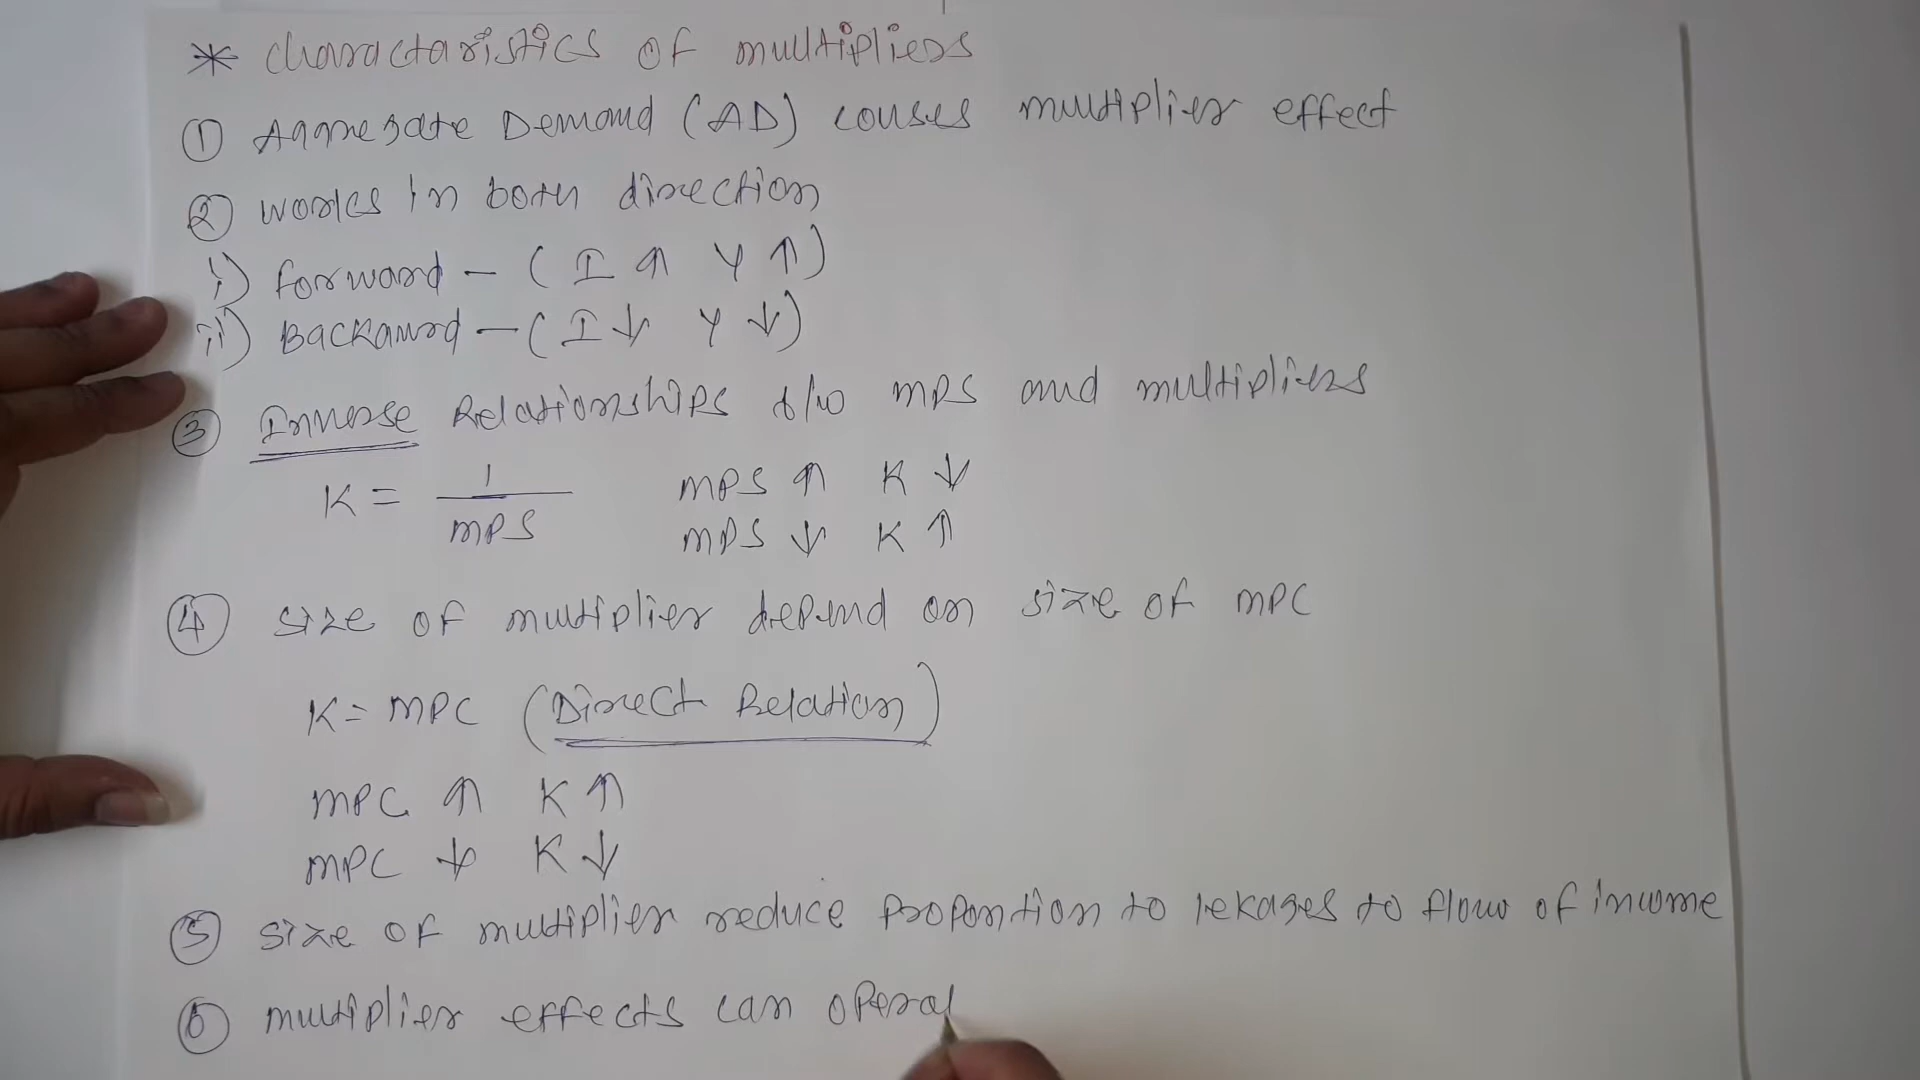 * Charactaristics of multipliers
① Aggregate Demand (AD) causes multiplier effect
② works in both direction
i) forward - ( I ↑ Y ↑)
ii) Backaward - ( I ↓ Y ↓)
③ Inverse Relationships b/w MPS and multipliers
K = 1 / MPS MPS ↑ K ↓
MPS ↓ K ↑
④ size of multiplier depend on size of MPC
K = MPC (Direct Relation)
MPC ↑ K ↑
MPC ↓ K ↓
⑤ size of multiplier reduce proportion to lekages to flow of income
⑥ multiplier effects can operat